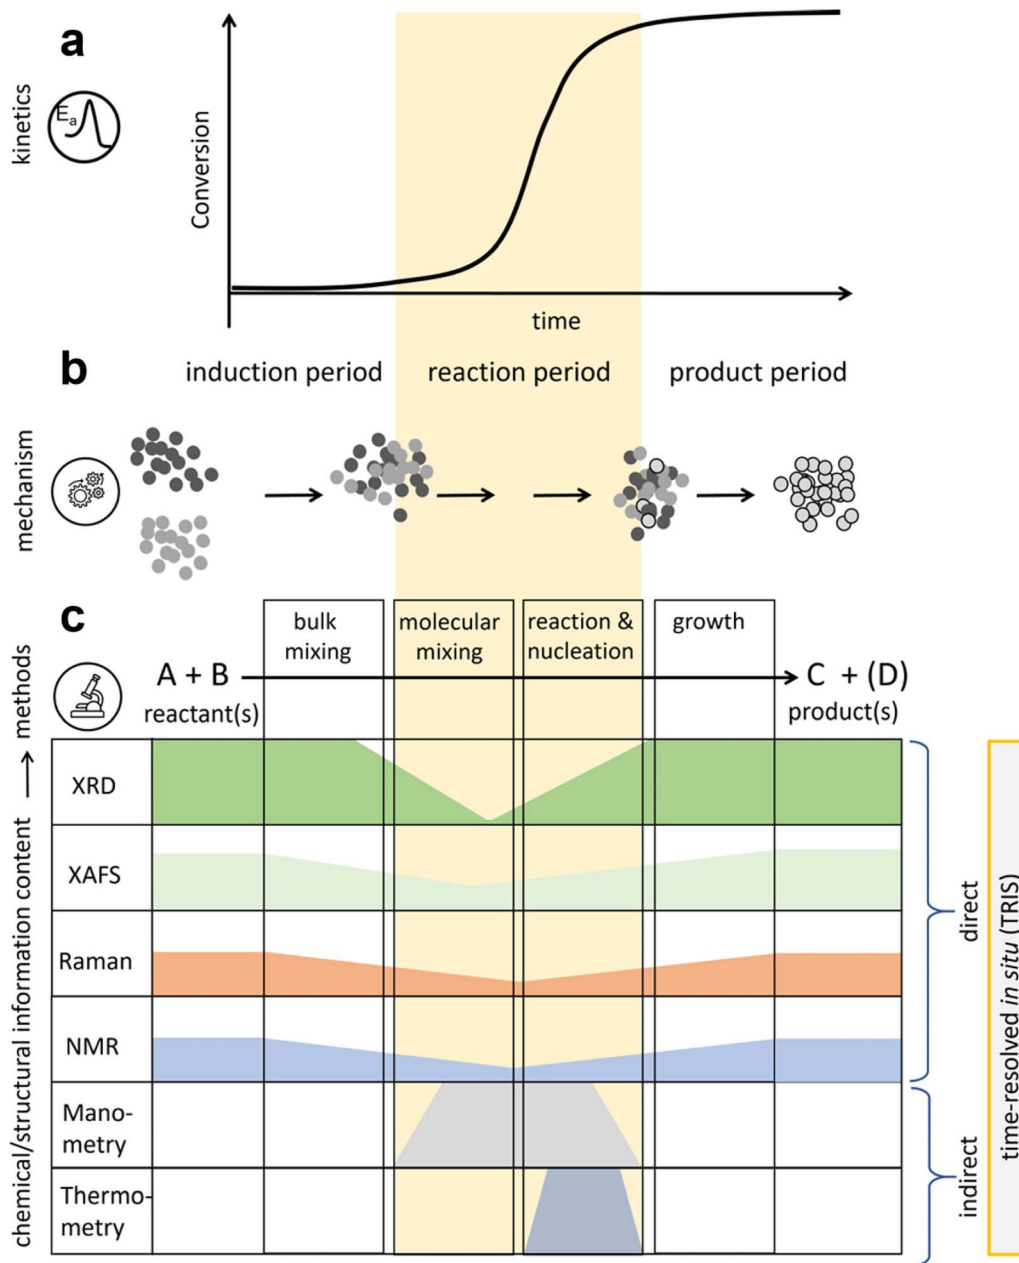 a
kinetics
Ea
Conversion
time
b
induction period
reaction period
product period
mechanism
c
bulk
mixing
molecular
mixing
reaction &
nucleation
growth
methods
A + B
reactant(s)
C + (D)
product(s)
chemical/structural information content
XRD
XAFS
Raman
NMR
Mano-
metry
Thermo-
metry
direct
indirect
time-resolved in situ (TRIS)